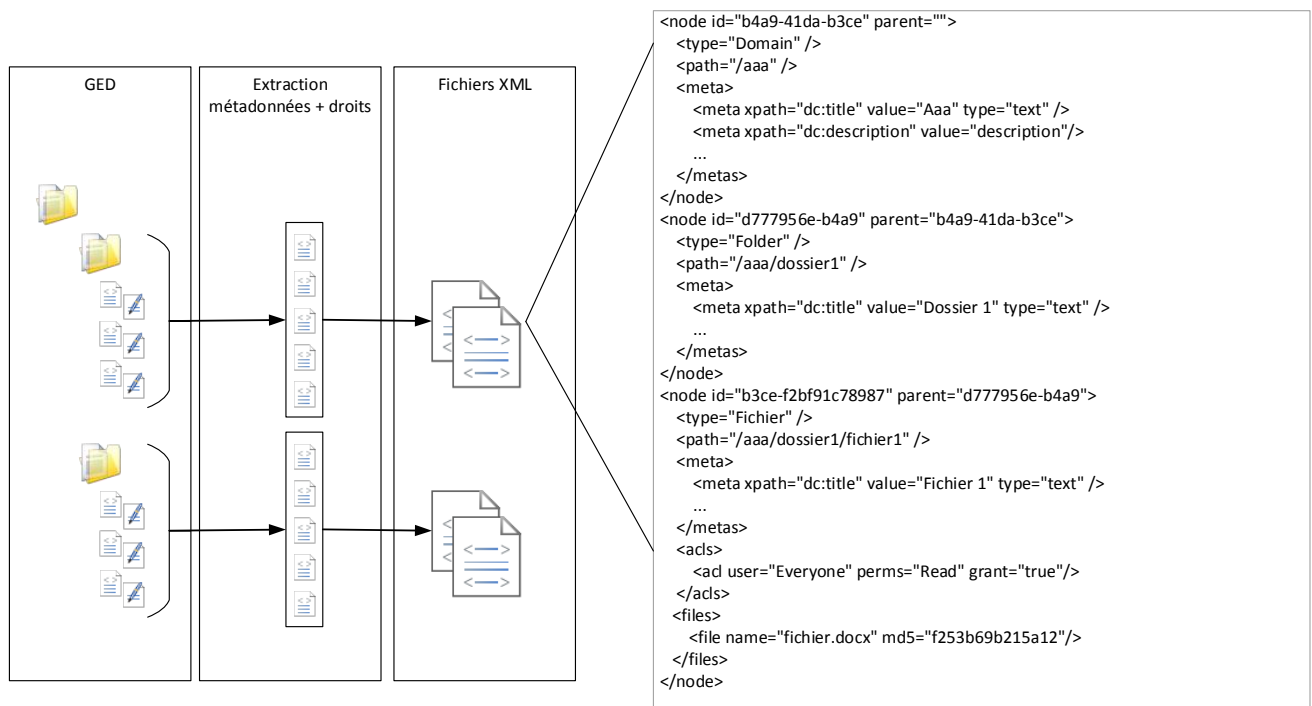 GED
Extraction
métadonnées + droits
Fichiers XML
<node id="b4a9-41da-b3ce" parent="">
<type="Domain" />
<path="/aaa" />
<meta>
<meta xpath="dc:title" value="Aaa" type="text" />
<meta xpath="dc:description" value="description"/>
...
</metas>
</node>
<node id="d777956e-b4a9" parent="b4a9-41da-b3ce">
<type="Folder" />
<path="/aaa/dossier1" />
<meta>
<meta xpath="dc:title" value="Dossier 1" type="text" />
...
</metas>
</node>
<node id="b3ce-f2bf91c78987" parent="d777956e-b4a9">
<type="Fichier" />
<path="/aaa/dossier1/fichier1" />
<meta>
<meta xpath="dc:title" value="Fichier 1" type="text" />
...
</metas>
<acls>
<acl user="Everyone" perms="Read" grant="true"/>
</acls>
<files>
<file name="fichier.docx" md5="f253b69b215a12"/>
</files>
</node>